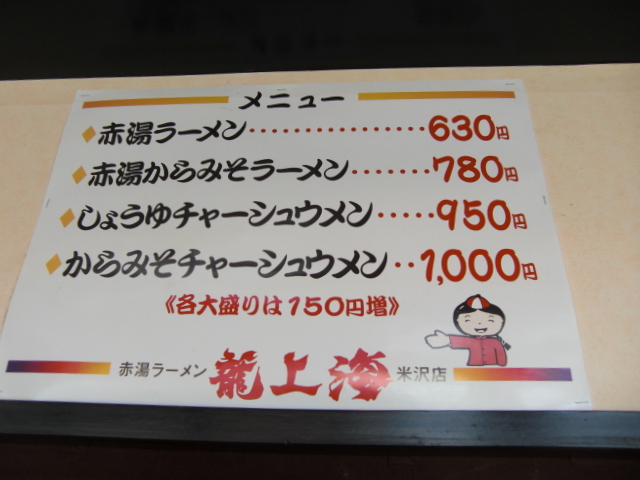 メニュー
赤湯ラーメン・・・・・・・・・・・・・・・・630円
赤湯からみそラーメン・・・・・・・780円
しょうゆチャーシュウメン・・・・・950円
からみそチャーシュウメン・・1,000円
《各大盛りは150円増》
赤湯ラーメン 龍上海 米沢店